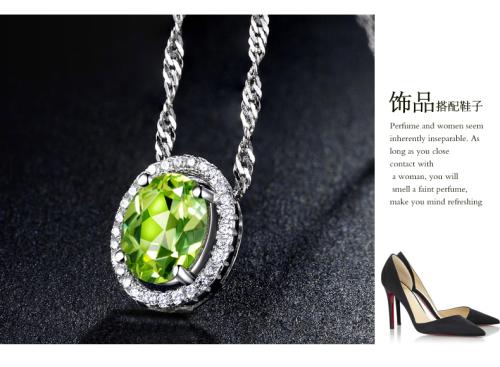 饰品搭配鞋子
Perfume and women seem
inherently inseparable. As
long as you close
contact with
a woman, you will
smell a faint perfume,
make you mind refreshing